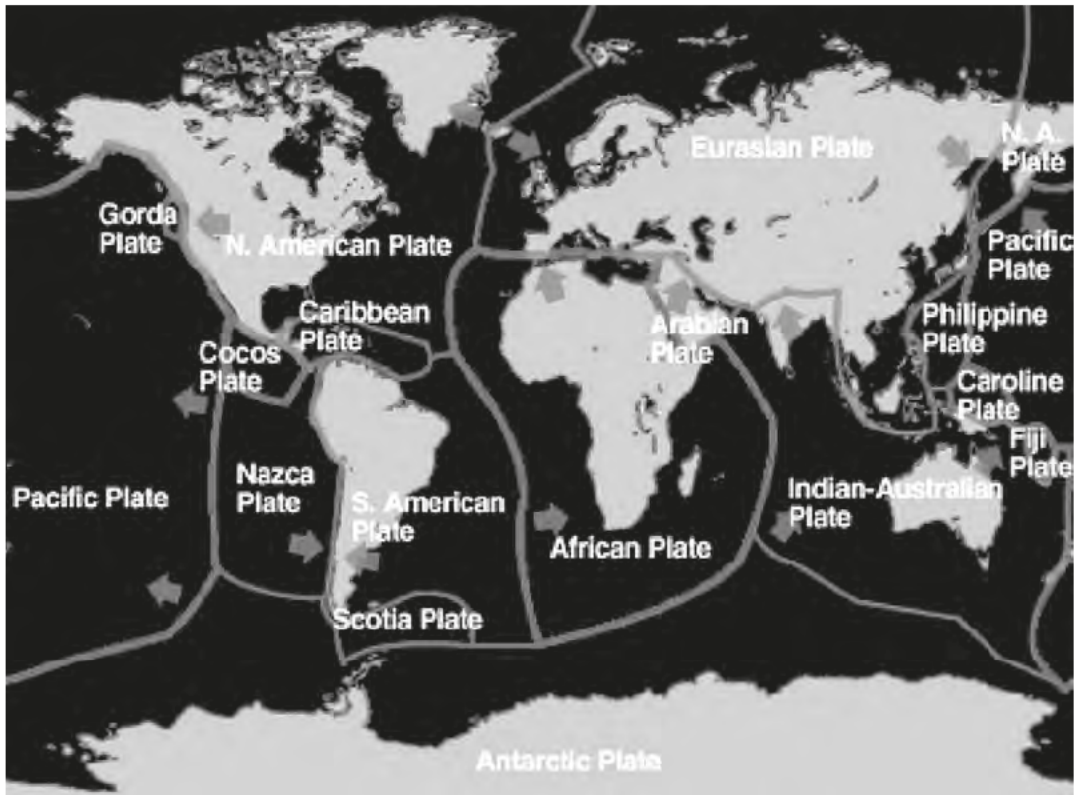 Eurasian Plate
N. A.
Plate
Gorda
Plate
N. American Plate
Pacific
Plate
Caribbean
Plate
Arabian
Plate
Philippine
Plate
Cocos
Plate
Caroline
Plate
Fiji
Plate
Pacific Plate
Nazca
Plate
S. American
Plate
Indian-Australian
Plate
African Plate
Scotia Plate
Antarctic Plate